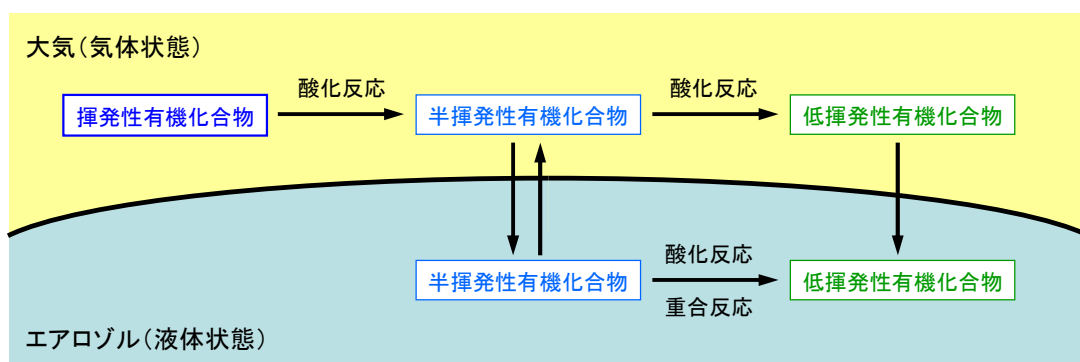 大気（気体状態）
酸化反応
酸化反応
揮発性有機化合物
半揮発性有機化合物
低揮発性有機化合物
酸化反応
半揮発性有機化合物
低揮発性有機化合物
重合反応
エアロゾル（液体状態）